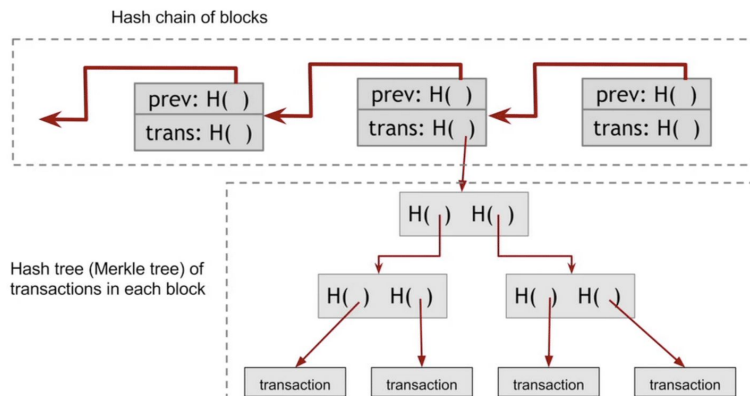 Hash chain of blocks
prev: H( )
trans: H( )
prev: H( )
trans: H( )
prev: H( )
trans: H( )
H( ) H( )
Hash tree (Merkle tree) of
transactions in each block
H( ) H( )
H( ) H( )
transaction
transaction
transaction
transaction